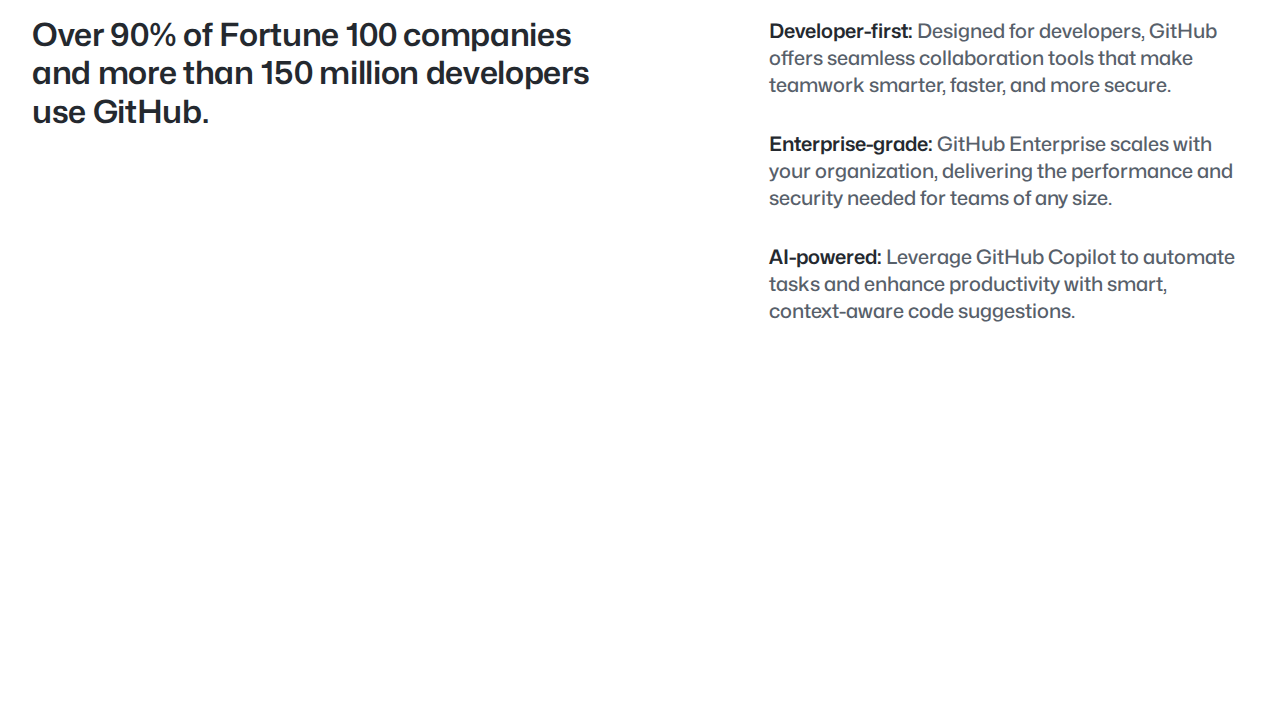 Over 90% of Fortune 100 companies
and more than 150 million developers
use GitHub.
Developer-first: Designed for developers, GitHub
offers seamless collaboration tools that make
teamwork smarter, faster, and more secure.
Enterprise-grade: GitHub Enterprise scales with
your organization, delivering the performance and
security needed for teams of any size.
AI-powered: Leverage GitHub Copilot to automate
tasks and enhance productivity with smart,
context-aware code suggestions.